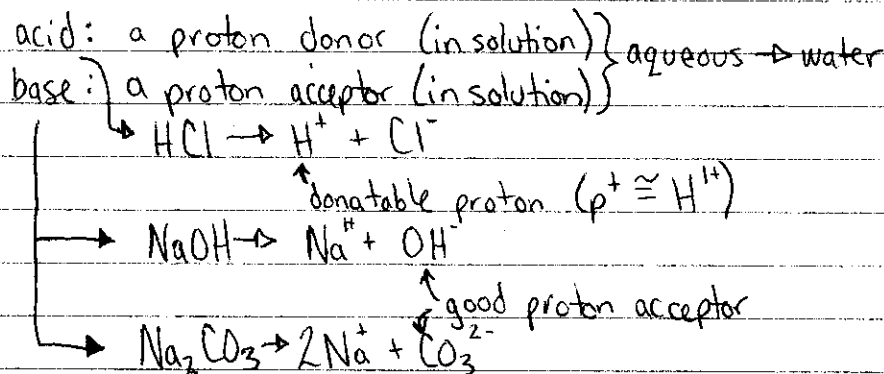 acid: a proton donor (in solution) } aqueous → water
base: a proton acceptor (in solution)
HCl → H⁺ + Cl⁻
donatable proton (p⁺ ≅ H¹⁺)
NaOH → Na⁺ + OH⁻
good proton acceptor
Na₂CO₃ → 2Na⁺ + CO₃²⁻